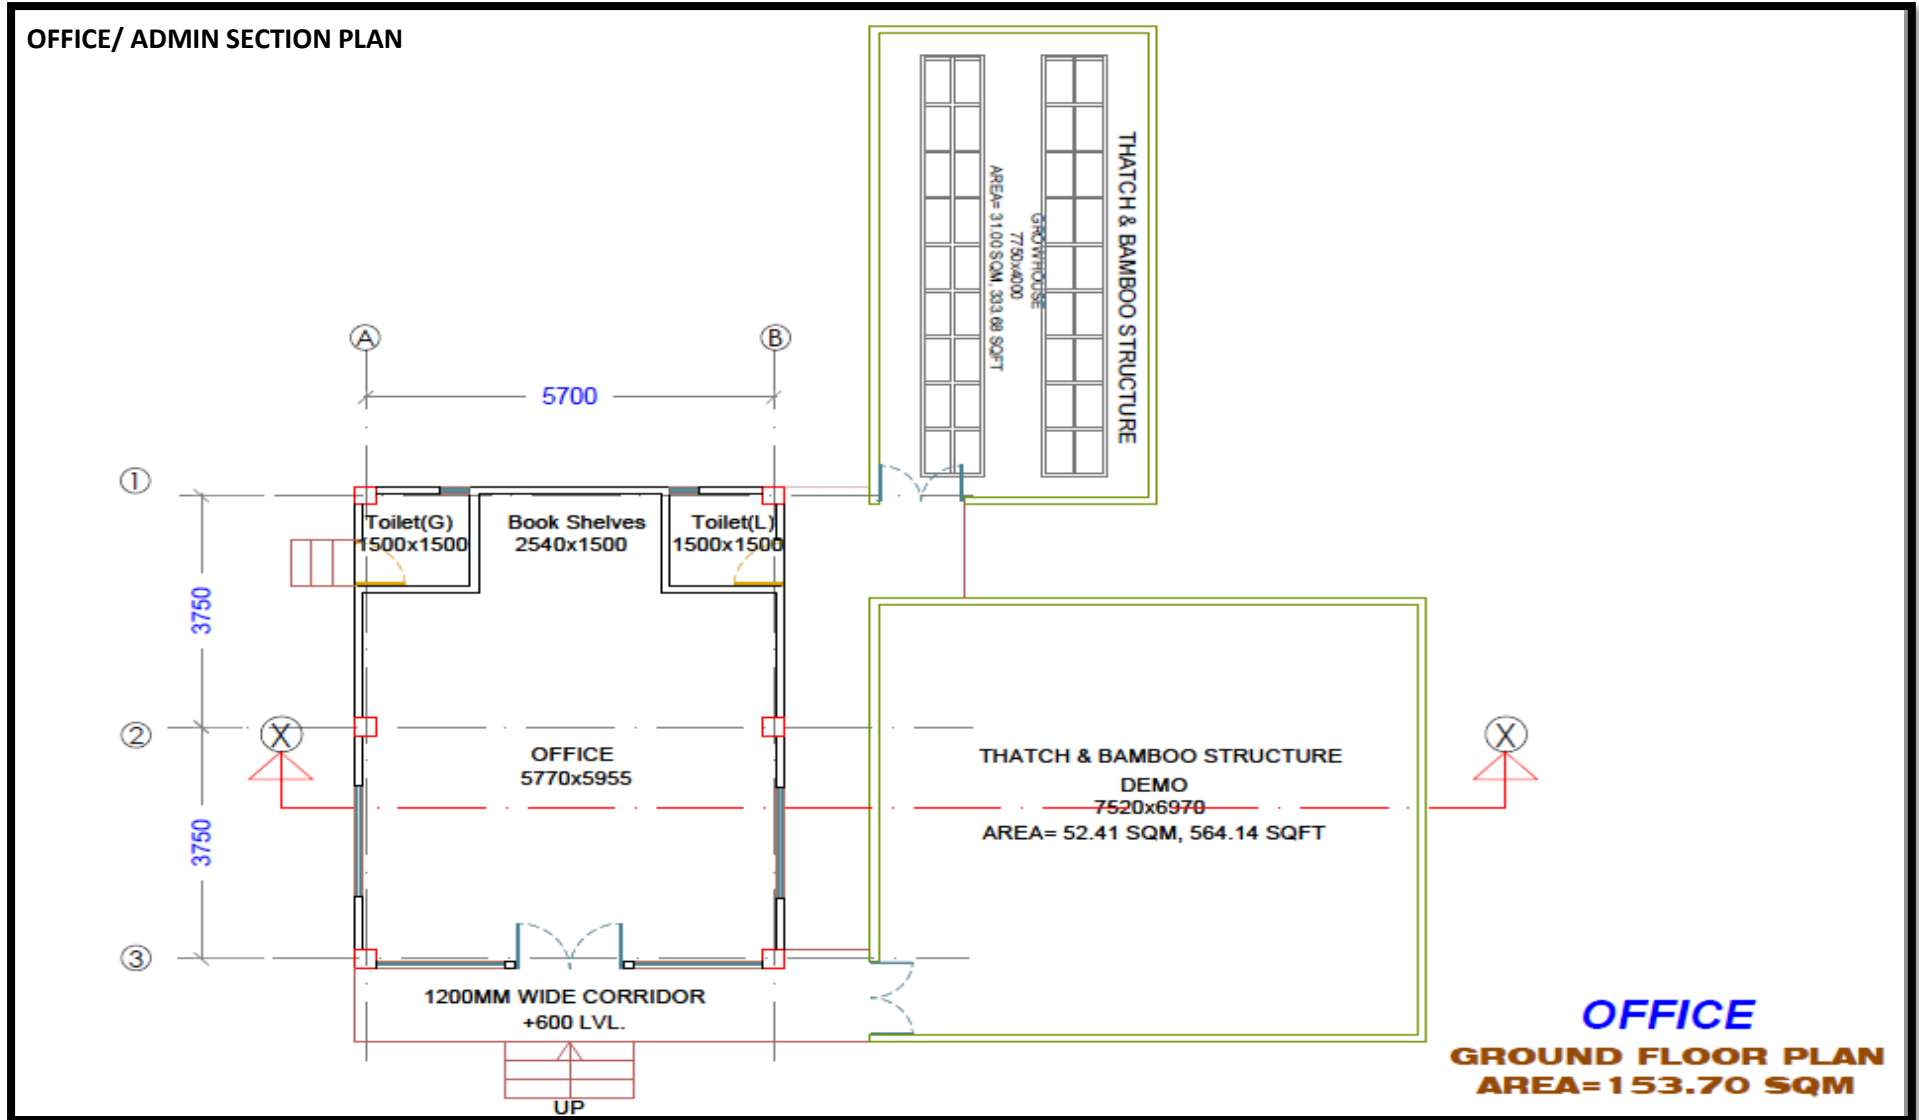 OFFICE/ ADMIN SECTION PLAN
THATCH & BAMBOO STRUCTURE
GROWHOUSE
7750x4000
AREA= 31.00 SQM, 333.68 SQFT
A
B
5700
1
Toilet(G)
1500x1500
Book Shelves
2540x1500
Toilet(L)
1500x1500
3750
2
X
OFFICE
5770x5955
THATCH & BAMBOO STRUCTURE
DEMO
7520x6970
AREA= 52.41 SQM, 564.14 SQFT
X
3750
3
1200MM WIDE CORRIDOR
+600 LVL.
UP
OFFICE
GROUND FLOOR PLAN
AREA=153.70 SQM